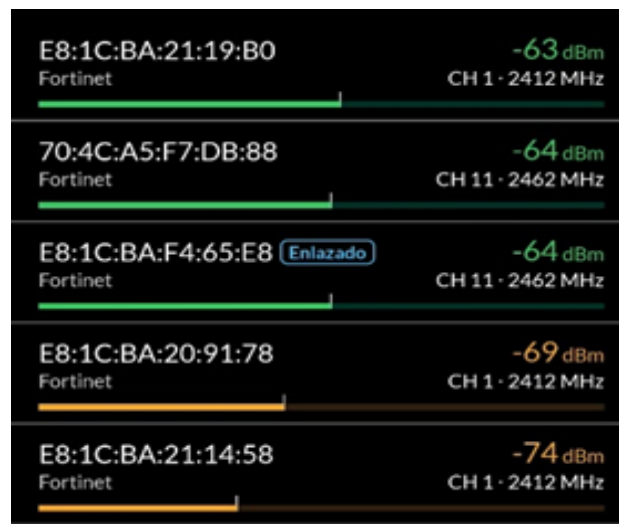 E8:1C:BA:21:19:B0 -63 dBm
Fortinet CH 1 · 2412 MHz
70:4C:A5:F7:DB:88 -64 dBm
Fortinet CH 11 · 2462 MHz
E8:1C:BA:F4:65:E8 Enlazado -64 dBm
Fortinet CH 11 · 2462 MHz
E8:1C:BA:20:91:78 -69 dBm
Fortinet CH 1 · 2412 MHz
E8:1C:BA:21:14:58 -74 dBm
Fortinet CH 1 · 2412 MHz